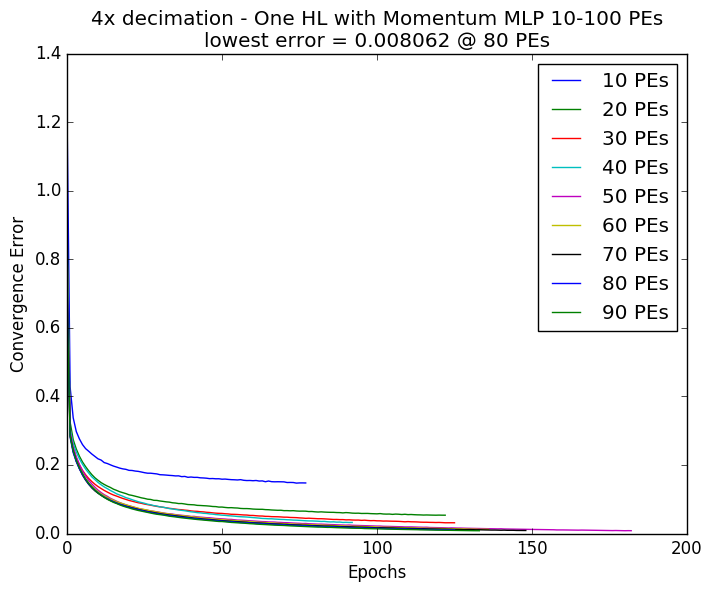 4x decimation - One HL with Momentum MLP 10-100 PEs
lowest error = 0.008062 @ 80 PEs
1.4
1.2
1.0
0.8
0.6
0.4
0.2
0.0
Convergence Error
10 PEs
20 PEs
30 PEs
40 PEs
50 PEs
60 PEs
70 PEs
80 PEs
90 PEs
0 50 100 150 200
Epochs